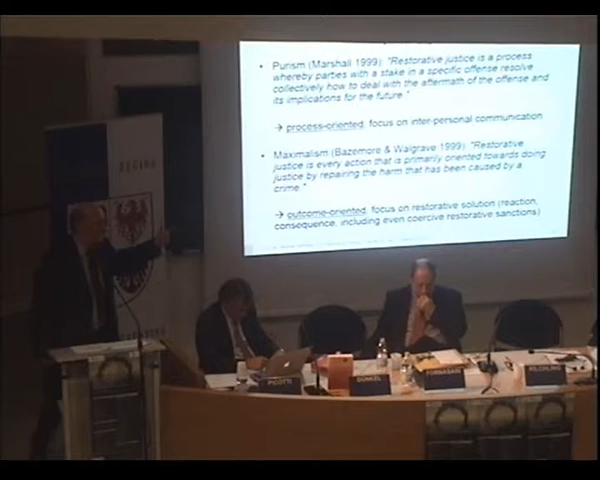 • Purism (Marshall 1999): "Restorative justice is a process
whereby parties with a stake in a specific offense resolve
collectively how to deal with the aftermath of the offense and
its implications for the future."
→ process-oriented, focus on inter-personal communication
• Maximalism (Bazemore & Walgrave 1999): "Restorative
justice is every action that is primarily oriented towards doing
justice by repairing the harm that has been caused by a
crime."
→ outcome-oriented, focus on restorative solution (reaction,
consequence, including even coercive restorative sanctions)
PICOTTI
DÜNKEL
FORNASARI
KILCHLING